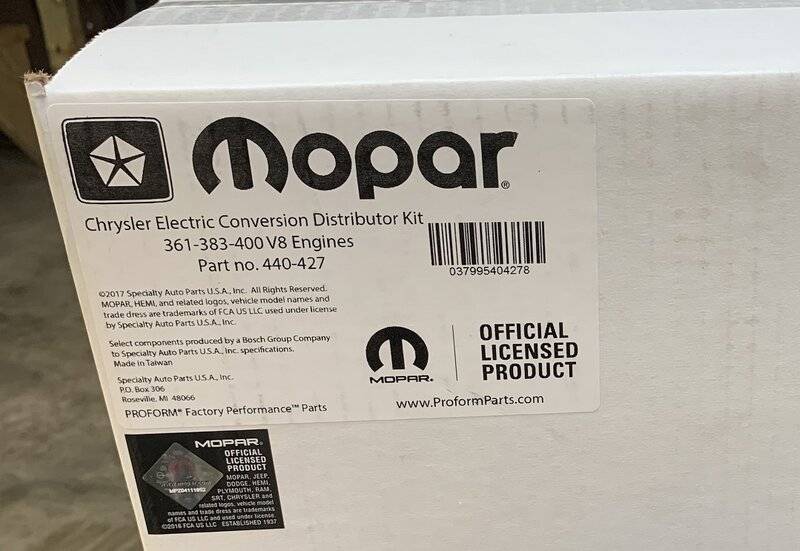 Mopar®
Chrysler Electric Conversion Distributor Kit
361-383-400 V8 Engines
Part no. 440-427
037995404278
©2017 Specialty Auto Parts U.S.A., Inc. All Rights Reserved.
MOPAR, HEMI, and related logos, vehicle model names and
trade dress are trademarks of FCA US LLC used under license
by Specialty Auto Parts U.S.A., Inc.
Select components produced by a Bosch Group Company
to Specialty Auto Parts U.S.A., Inc. specifications.
Made in Taiwan
Specialty Auto Parts U.S.A., Inc.
P.O. Box 306
Roseville, MI 48066
PROFORM® Factory Performance™ Parts
MOPAR®
OFFICIAL
LICENSED
PRODUCT
www.ProformParts.com
MOPAR®
OFFICIAL
LICENSED
PRODUCT
MOPAR, JEEP,
DODGE, HEMI,
PLYMOUTH, RAM,
SRT, CHRYSLER and
related logos, vehicle model
names and trade dress are trademarks
of FCA US LLC and used under license.
©2016 FCA US LLC ESTABLISHED 1937